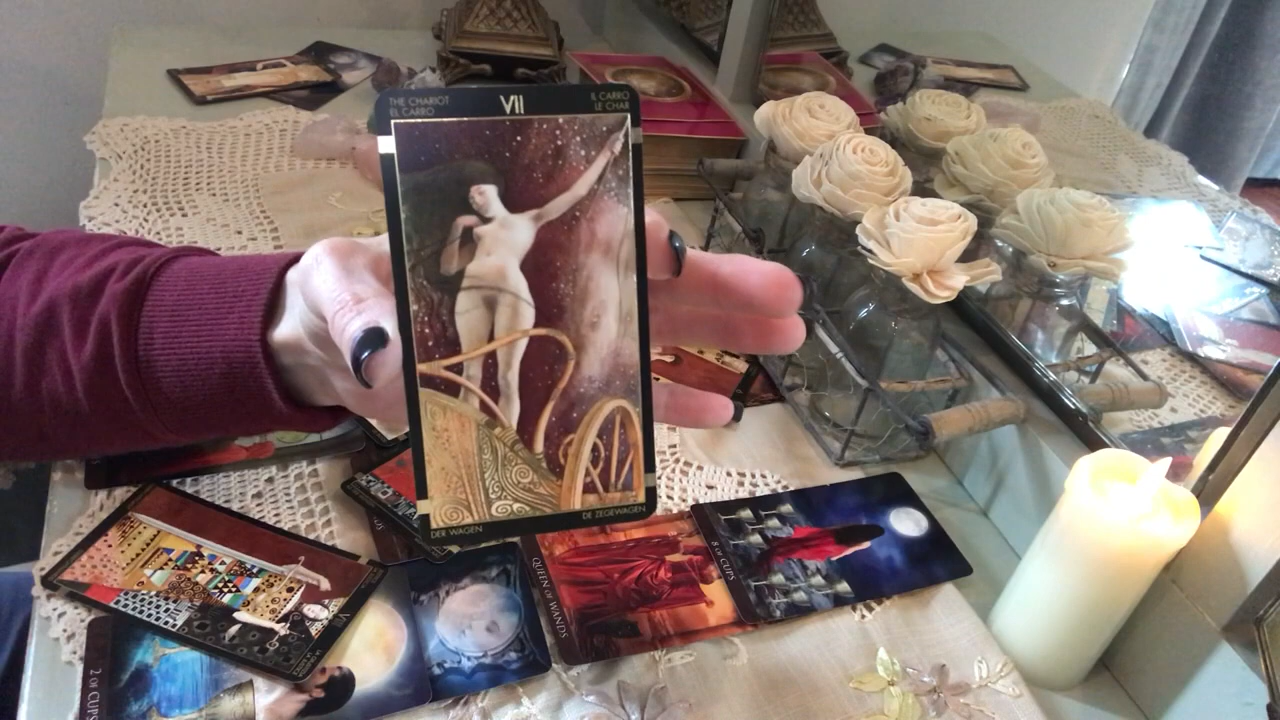 THE CHARIOT
EL CARRO
VII
IL CARRO
LE CHAR
DER WAGEN
DE ZEGEWAGEN
QUEEN OF WANDS
8 OF CUPS
2 OF CUPS